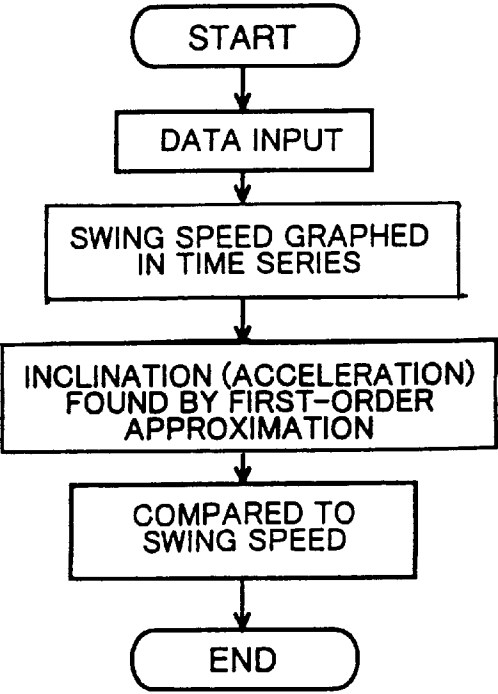 START
DATA INPUT
SWING SPEED GRAPHED
IN TIME SERIES
INCLINATION (ACCELERATION)
FOUND BY FIRST-ORDER
APPROXIMATION
COMPARED TO
SWING SPEED
END